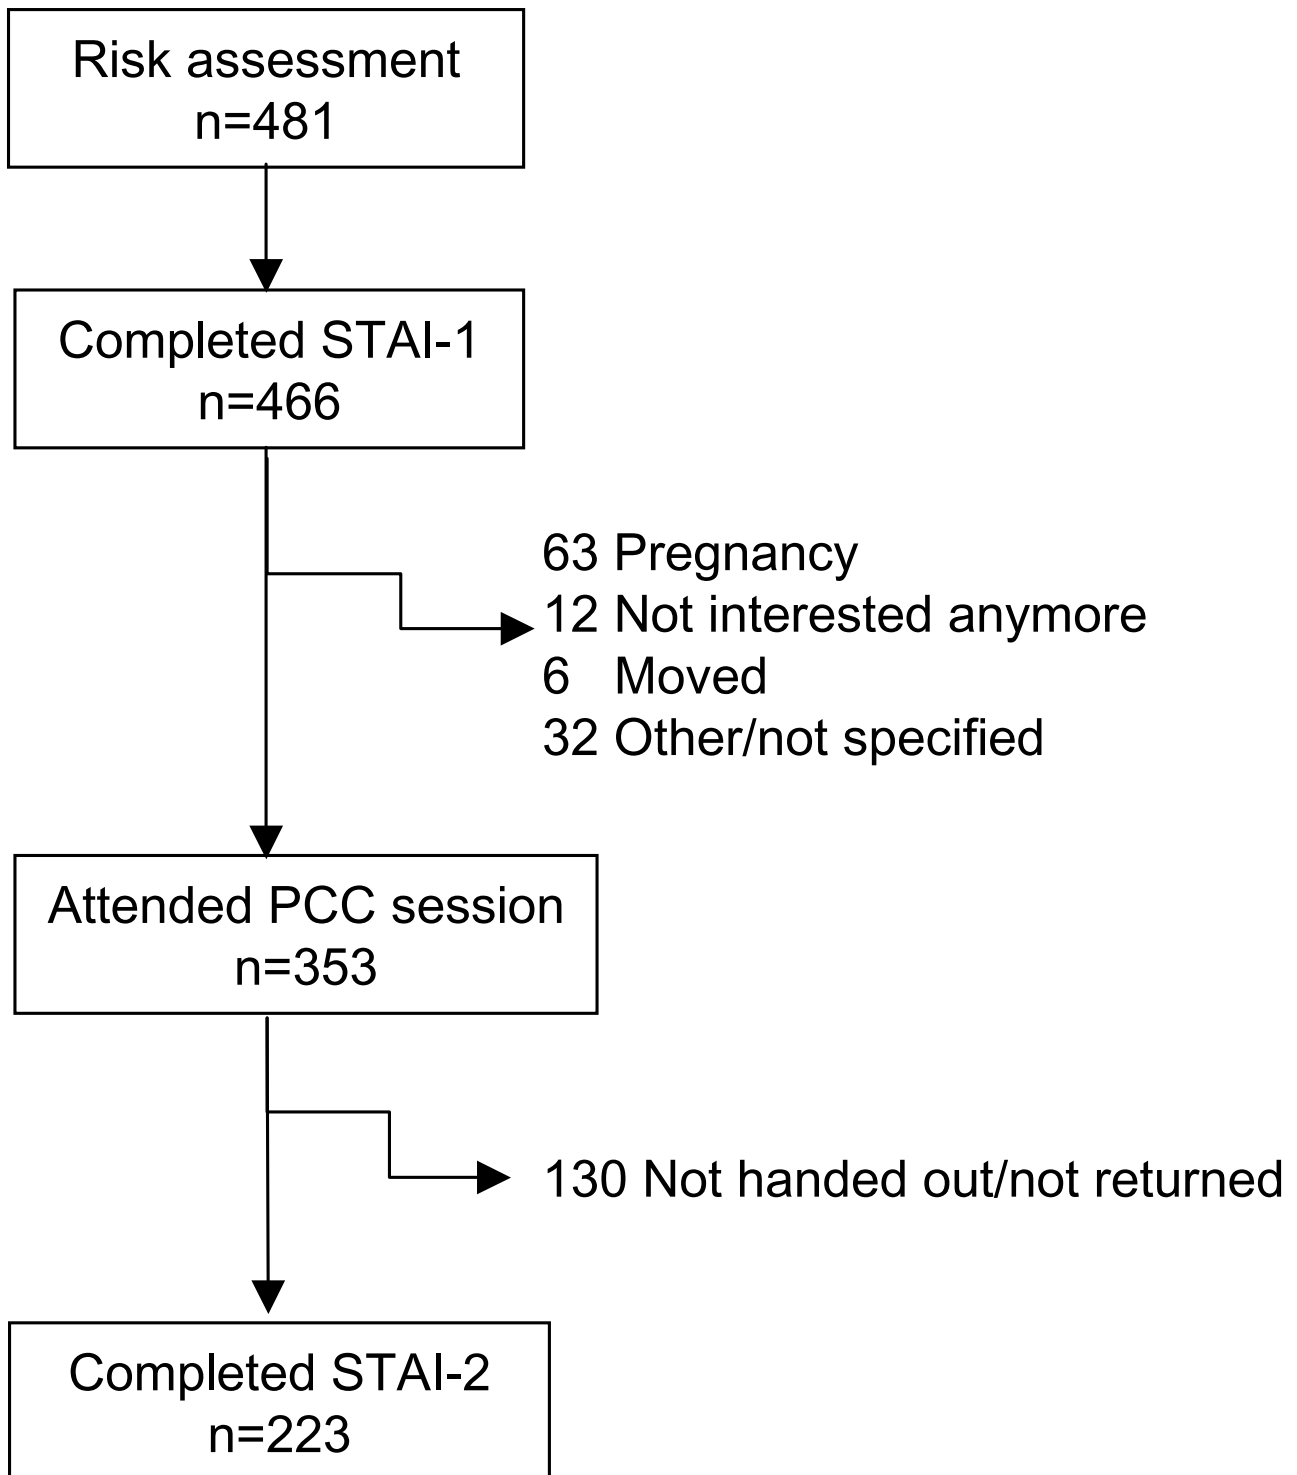 Risk assessment
n=481
Completed STAI-1
n=466
63 Pregnancy
12 Not interested anymore
6 Moved
32 Other/not specified
Attended PCC session
n=353
130 Not handed out/not returned
Completed STAI-2
n=223